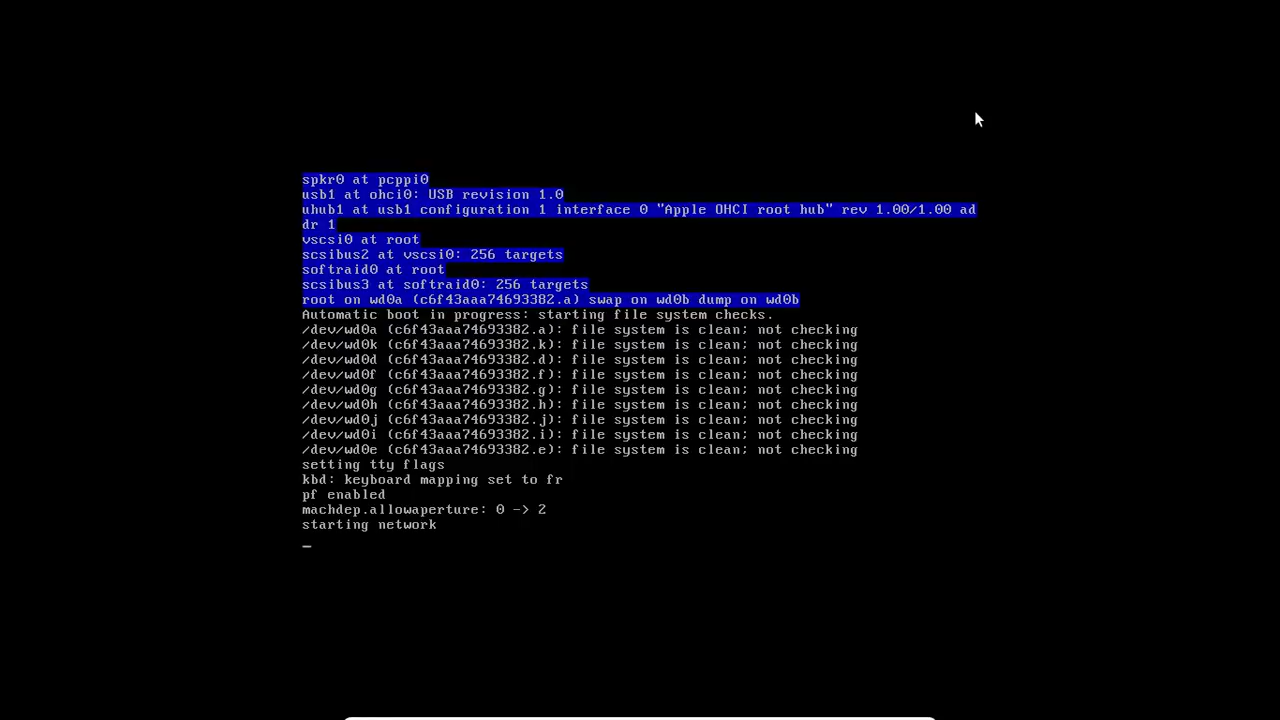 spkr0 at pcppi0
usb1 at ohci0: USB revision 1.0
uhub1 at usb1 configuration 1 interface 0 "Apple OHCI root hub" rev 1.00/1.00 ad
dr 1
vscsi0 at root
scsibus2 at vscsi0: 256 targets
softraid0 at root
scsibus3 at softraid0: 256 targets
root on wd0a (c6f43aaa74693382.a) swap on wd0b dump on wd0b
Automatic boot in progress: starting file system checks.
/dev/wd0a (c6f43aaa74693382.a): file system is clean; not checking
/dev/wd0k (c6f43aaa74693382.k): file system is clean; not checking
/dev/wd0d (c6f43aaa74693382.d): file system is clean; not checking
/dev/wd0f (c6f43aaa74693382.f): file system is clean; not checking
/dev/wd0g (c6f43aaa74693382.g): file system is clean; not checking
/dev/wd0h (c6f43aaa74693382.h): file system is clean; not checking
/dev/wd0j (c6f43aaa74693382.j): file system is clean; not checking
/dev/wd0i (c6f43aaa74693382.i): file system is clean; not checking
/dev/wd0e (c6f43aaa74693382.e): file system is clean; not checking
setting tty flags
kbd: keyboard mapping set to fr
pf enabled
machdep.allowaperture: 0 -> 2
starting network